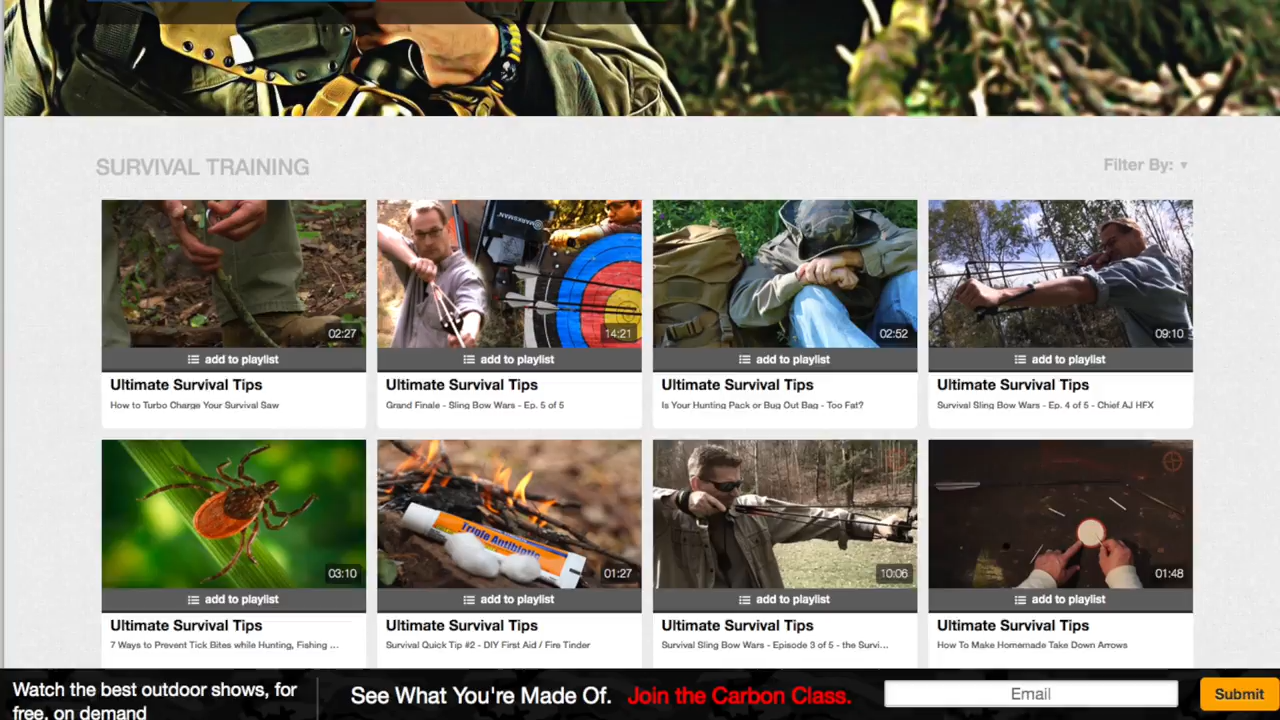 SURVIVAL TRAINING
Filter By:
MARKSMAN
02:27
14:21
02:52
09:10
add to playlist
add to playlist
add to playlist
add to playlist
Ultimate Survival Tips
Ultimate Survival Tips
Ultimate Survival Tips
Ultimate Survival Tips
How to Turbo Charge Your Survival Saw
Grand Finale - Sling Bow Wars - Ep. 5 of 5
Is Your Hunting Pack or Bug Out Bag - Too Fat?
Survival Sling Bow Wars - Ep. 4 of 5 - Chief AJ HFX
Triple Antibiotic
03:10
01:27
10:06
01:48
add to playlist
add to playlist
add to playlist
add to playlist
Ultimate Survival Tips
Ultimate Survival Tips
Ultimate Survival Tips
Ultimate Survival Tips
7 Ways to Prevent Tick Bites while Hunting, Fishing ...
Survival Quick Tip #2 - DIY First Aid / Fire Tinder
Survival Sling Bow Wars - Episode 3 of 5 - the Survi...
How To Make Homemade Take Down Arrows
Watch the best outdoor shows, for
free, on demand
See What You're Made Of. Join the Carbon Class.
Email
Submit